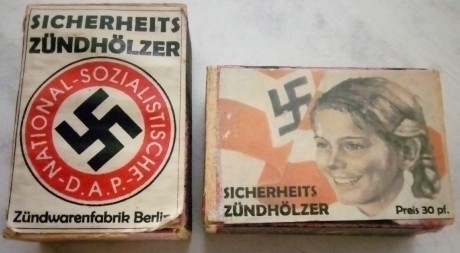 SICHERHEITS
ZÜNDHÖLZER
NATIONAL-SOZIALISTISCHE-
-D.A.P.-
Zündwarenfabrik Berlin
SICHERHEITS
ZÜNDHÖLZER
Preis 30 pf.